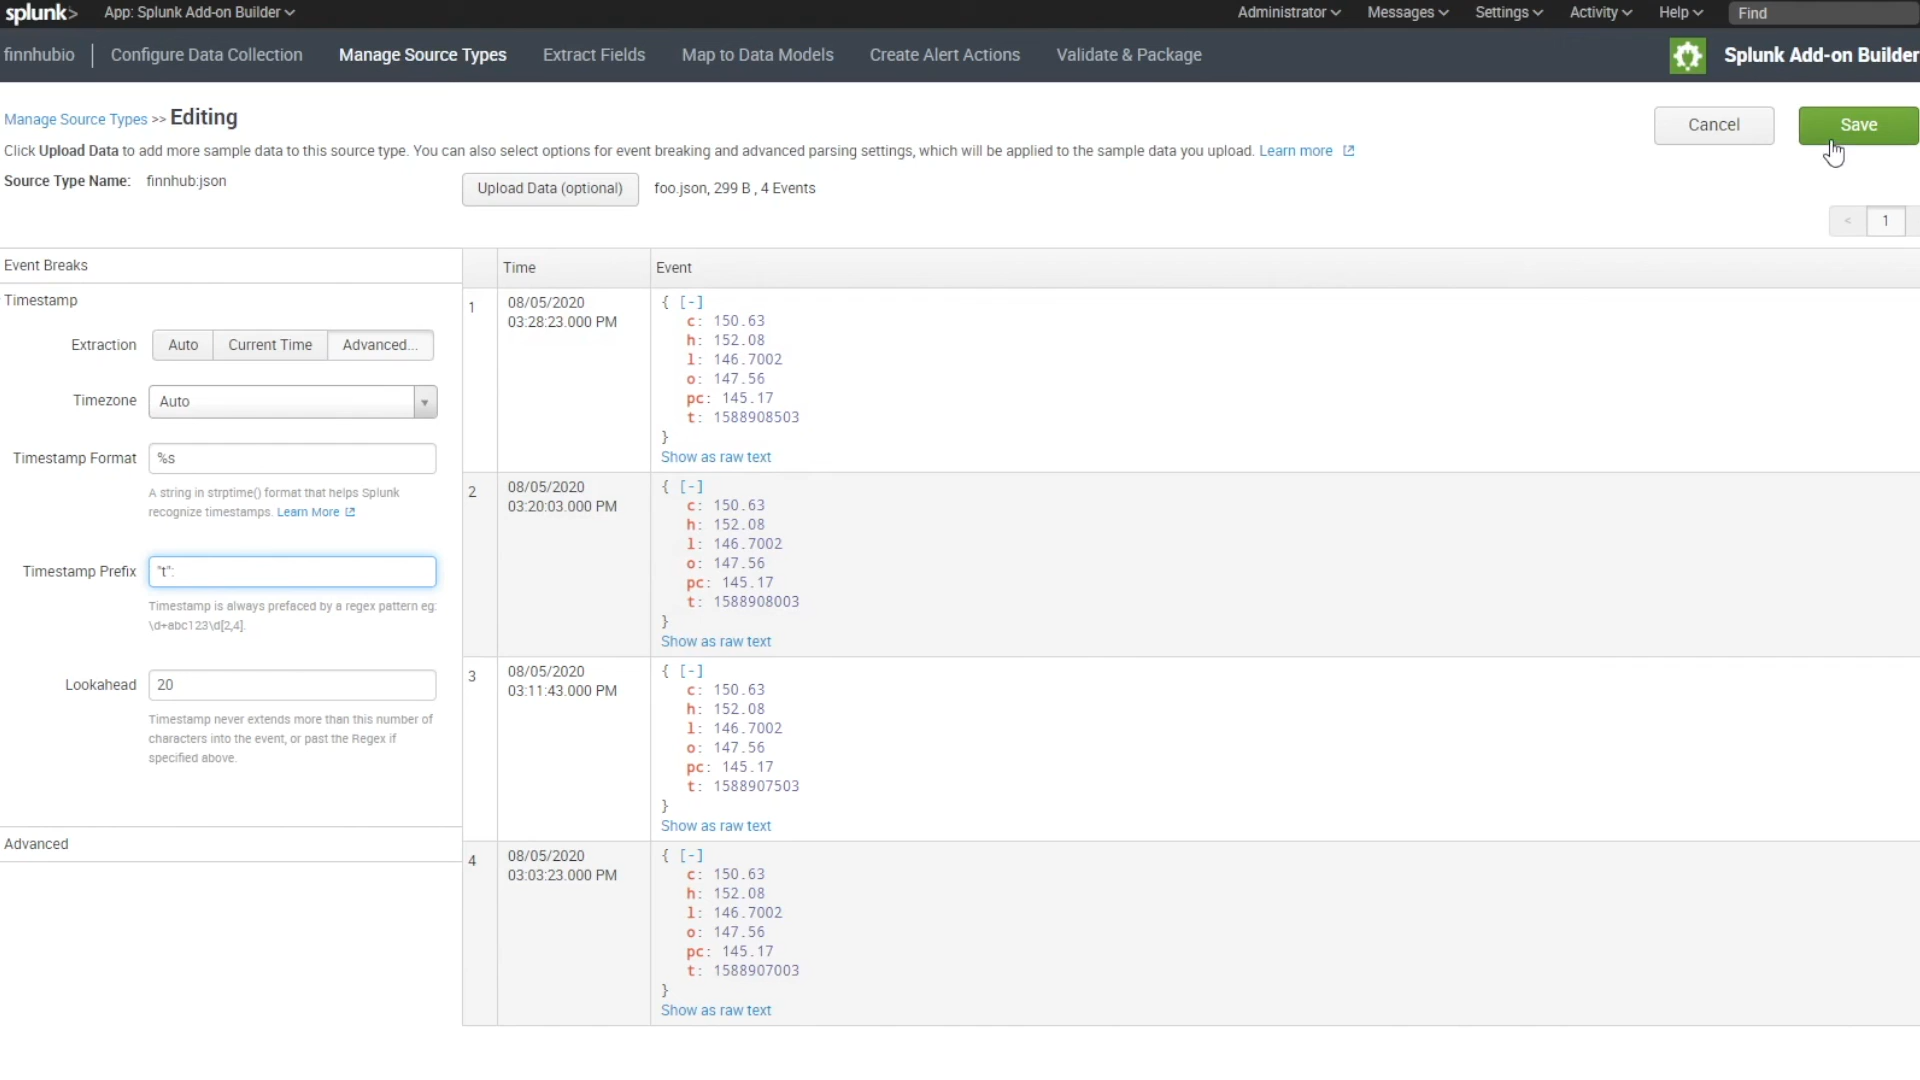 splunk> App: Splunk Add-on Builder Administrator Messages Settings Activity Help Find
finnhubio Configure Data Collection Manage Source Types Extract Fields Map to Data Models Create Alert Actions Validate & Package Splunk Add-on Builder
Manage Source Types >> Editing
Cancel Save
Click Upload Data to add more sample data to this source type. You can also select options for event breaking and advanced parsing settings, which will be applied to the sample data you upload. Learn more
Source Type Name: finnhub:json
Upload Data (optional) foo.json, 299 B , 4 Events
< 1
Event Breaks
Timestamp
Extraction Auto Current Time Advanced...
Timezone Auto
Timestamp Format %s
A string in strptime() format that helps Splunk
recognize timestamps. Learn More
Timestamp Prefix "t":
Timestamp is always prefaced by a regex pattern eg:
\d+abc123\d[2,4].
Lookahead 20
Timestamp never extends more than this number of
characters into the event, or past the Regex if
specified above.
Advanced
Time Event
1 08/05/2020
03:28:23.000 PM
{ [-]
c: 150.63
h: 152.08
l: 146.7002
o: 147.56
pc: 145.17
t: 1588908503
}
Show as raw text
2 08/05/2020
03:20:03.000 PM
{ [-]
c: 150.63
h: 152.08
l: 146.7002
o: 147.56
pc: 145.17
t: 1588908003
}
Show as raw text
3 08/05/2020
03:11:43.000 PM
{ [-]
c: 150.63
h: 152.08
l: 146.7002
o: 147.56
pc: 145.17
t: 1588907503
}
Show as raw text
4 08/05/2020
03:03:23.000 PM
{ [-]
c: 150.63
h: 152.08
l: 146.7002
o: 147.56
pc: 145.17
t: 1588907003
}
Show as raw text